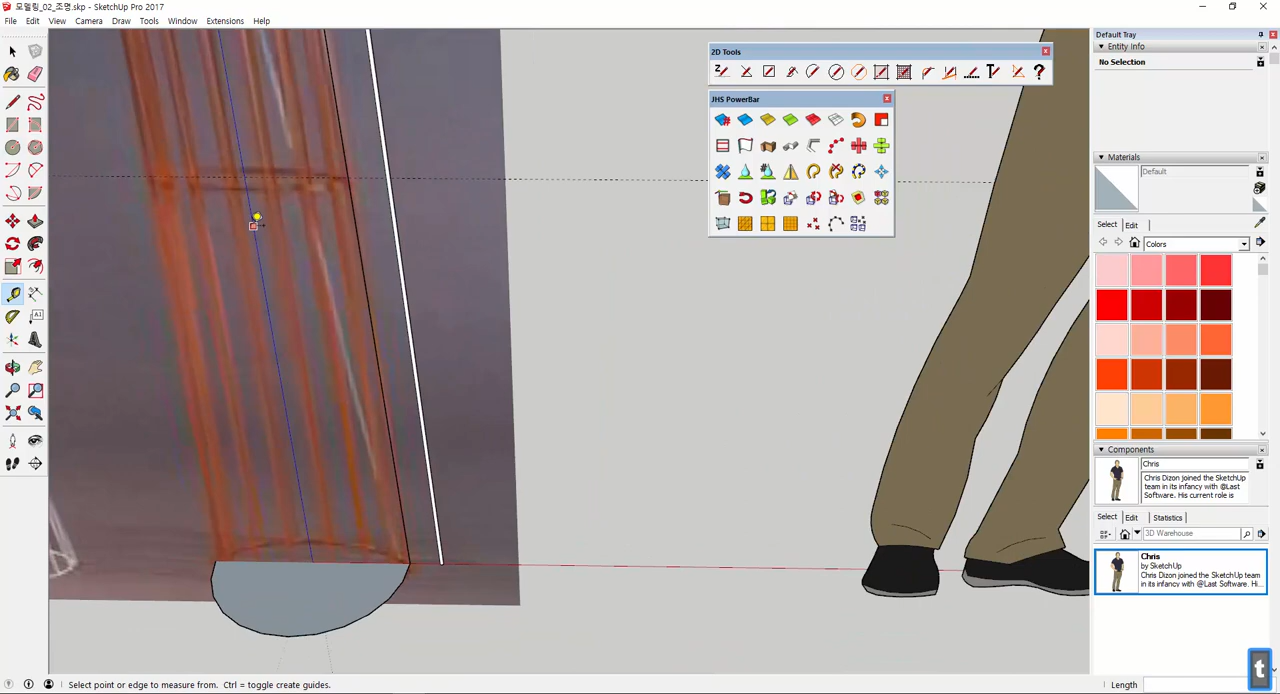 모델링_02_조명.skp - SketchUp Pro 2017
File Edit View Camera Draw Tools Window Extensions Help
Default Tray
Entity Info
No Selection
2D Tools
JHS PowerBar
Materials
Default
Select Edit
Colors
Components
Chris
Chris Dizon joined the SketchUp
team in its infancy with @Last
Software. His current role is
Select Edit Statistics
3D Warehouse
Chris
by SketchUp
Chris Dizon joined the SketchUp
team in its infancy with @Last
Software. His current role is... Hi...
Select point or edge to measure from. Ctrl = toggle create guides.
Length
t